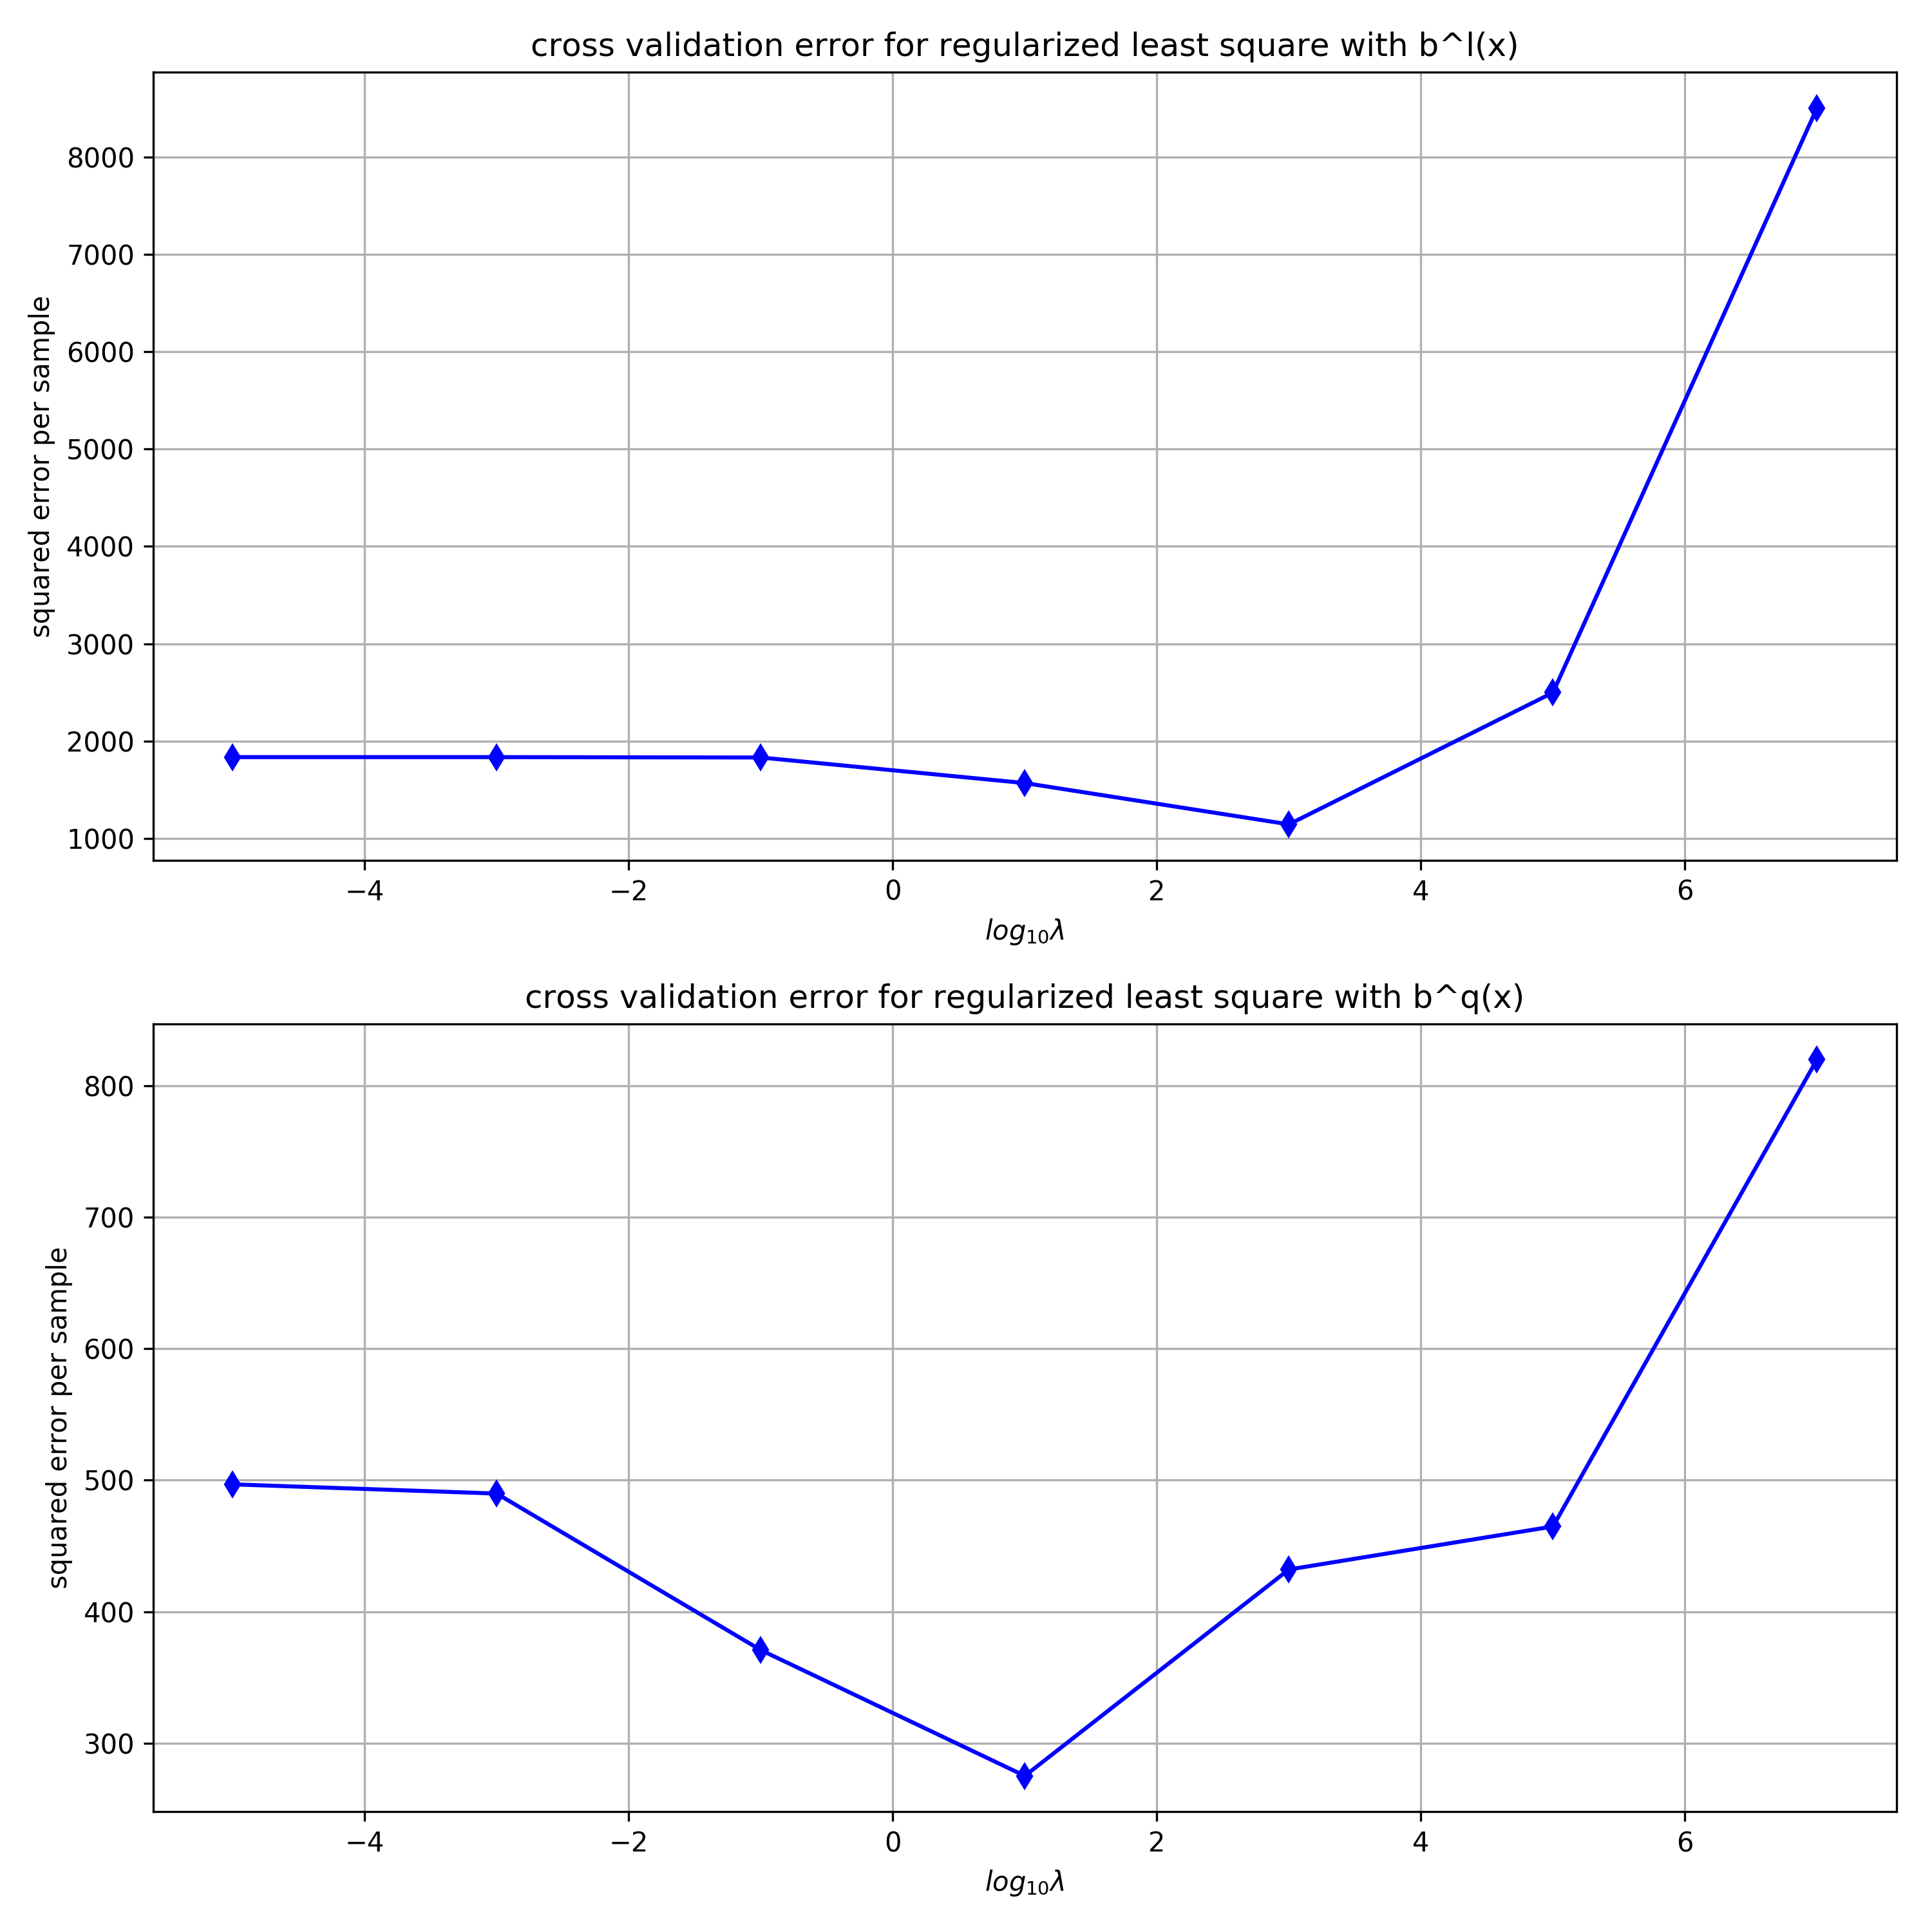 cross validation error for regularized least square with b^l(x)
squared error per sample
8000
7000
6000
5000
4000
3000
2000
1000
−4 −2 0 2 4 6
log₁₀λ
cross validation error for regularized least square with b^q(x)
squared error per sample
800
700
600
500
400
300
−4 −2 0 2 4 6
log₁₀λ